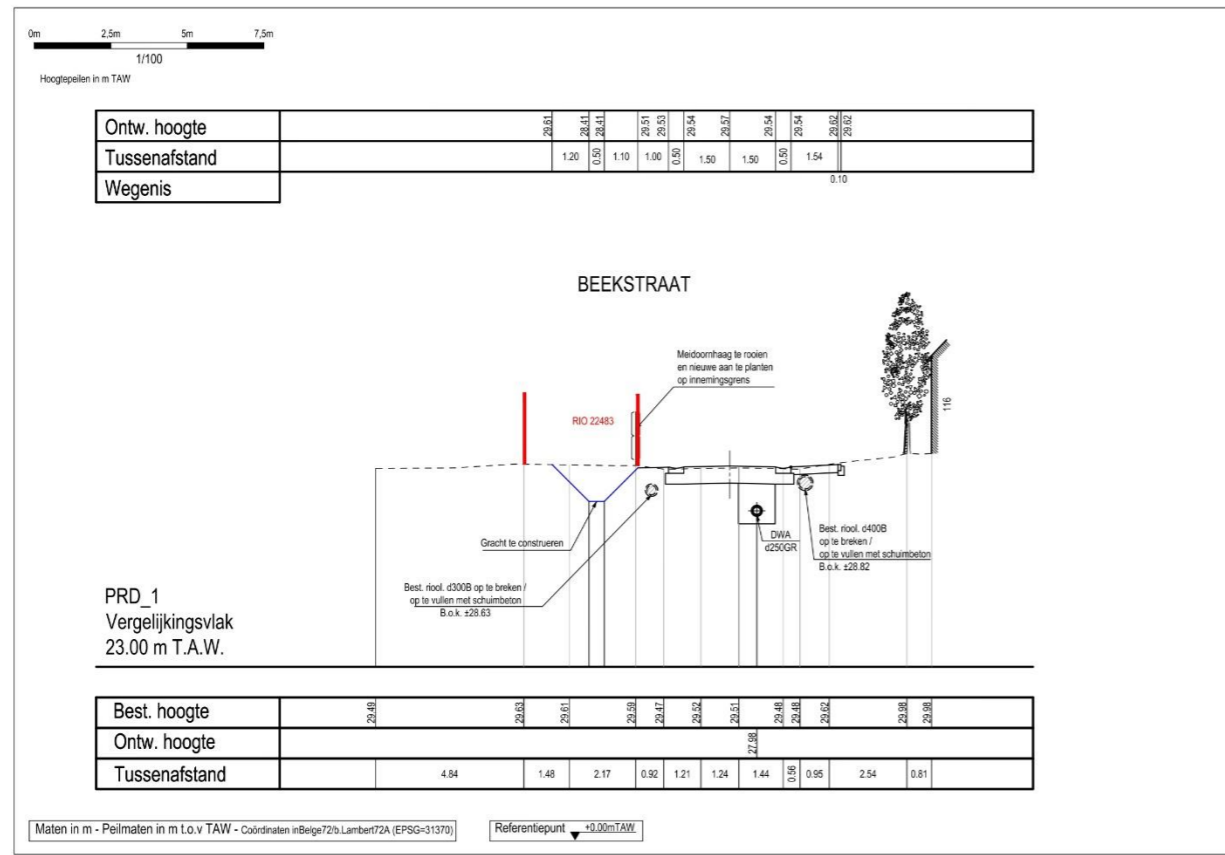 0m 2,5m 5m 7,5m
1/100
Hoogtepeilen in m TAW
Ontw. hoogte 29.61 28.41 28.41 29.51 29.53 29.54 29.57 29.54 29.54 29.62 29.62
Tussenafstand 1.20 0.50 1.10 1.00 0.50 1.50 1.50 0.50 1.54
0.10
Wegenis
BEEKSTRAAT
Meidoornhaag te rooien
en nieuwe aan te planten
op innemingsgrens
RIO 22483
116
Gracht te construeren
DWA
d250GR
Best. riool. d400B
op te breken /
op te vullen met schuimbeton
B.o.k. ±28.82
Best. riool. d300B op te breken /
op te vullen met schuimbeton
B.o.k. ±28.63
PRD_1
Vergelijkingsvlak
23.00 m T.A.W.
Best. hoogte 29.49 29.63 29.61 29.59 29.47 29.52 29.51 29.48 29.48 29.62 29.98 29.98
Ontw. hoogte 27.98
Tussenafstand 4.84 1.48 2.17 0.92 1.21 1.24 1.44 0.56 0.95 2.54 0.81
Maten in m - Peilmaten in m t.o.v TAW - Coördinaten inBelge72/b.Lambert72A (EPSG=31370)
Referentiepunt +0.00mTAW